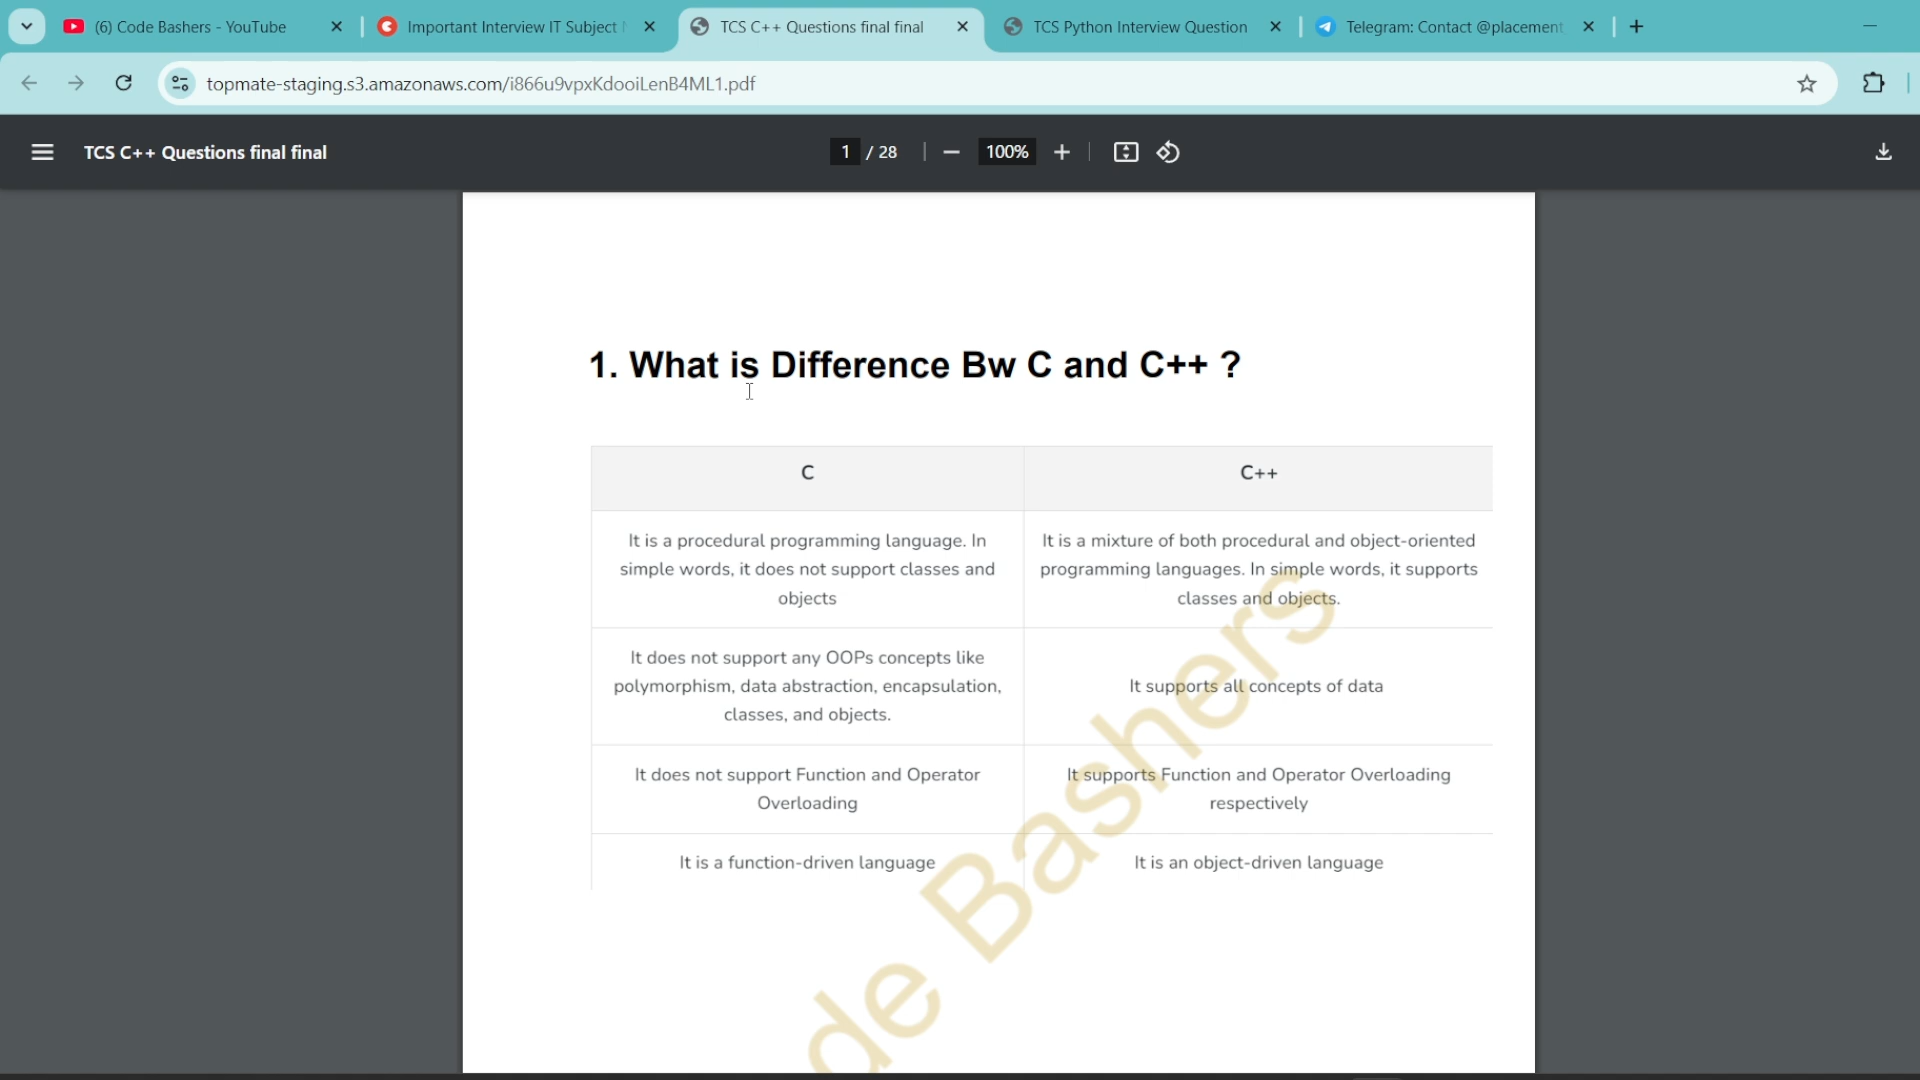 (6) Code Bashers - YouTube
Important Interview IT Subject
TCS C++ Questions final final
TCS Python Interview Question
Telegram: Contact @placement
topmate-staging.s3.amazonaws.com/i866u9vpxKdooiLenB4ML1.pdf
TCS C++ Questions final final
1 / 28
100%
1. What is Difference Bw C and C++ ?
C
C++
It is a procedural programming language. In
simple words, it does not support classes and
objects
It is a mixture of both procedural and object-oriented
programming languages. In simple words, it supports
classes and objects.
It does not support any OOPs concepts like
polymorphism, data abstraction, encapsulation,
classes, and objects.
It supports all concepts of data
It does not support Function and Operator
Overloading
It supports Function and Operator Overloading
respectively
It is a function-driven language
It is an object-driven language
de Bashers